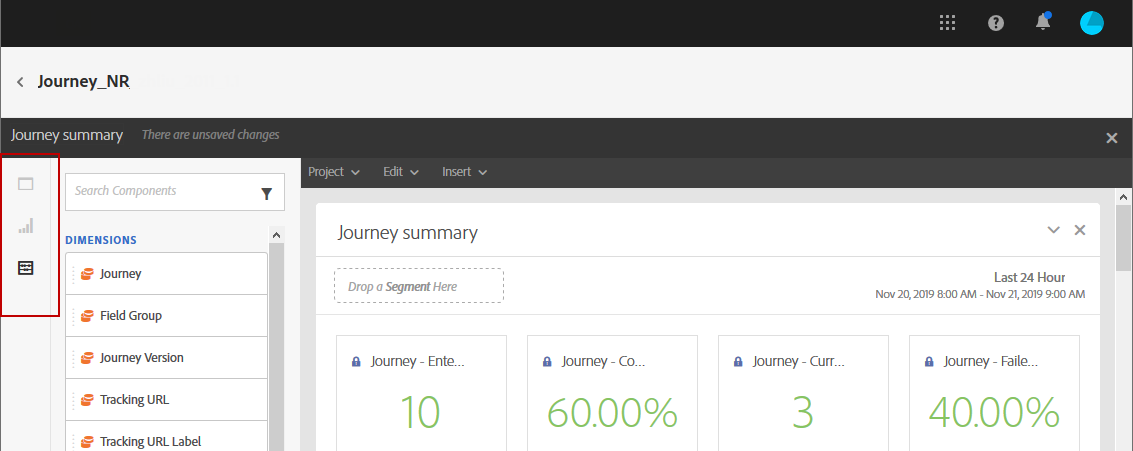 Journey_NR
Journey summary There are unsaved changes
Search Components
DIMENSIONS
Journey
Field Group
Journey Version
Tracking URL
Tracking URL Label
Project Edit Insert
Journey summary
Drop a Segment Here
Last 24 Hour
Nov 20, 2019 8:00 AM - Nov 21, 2019 9:00 AM
Journey - Ente... Journey - Co... Journey - Curr... Journey - Faile...
10 60.00% 3 40.00%